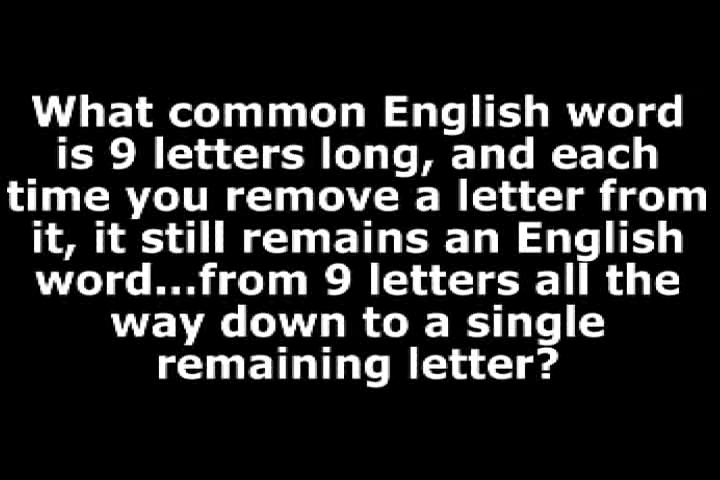 What common English word
is 9 letters long, and each
time you remove a letter from
it, it still remains an English
word...from 9 letters all the
way down to a single
remaining letter?